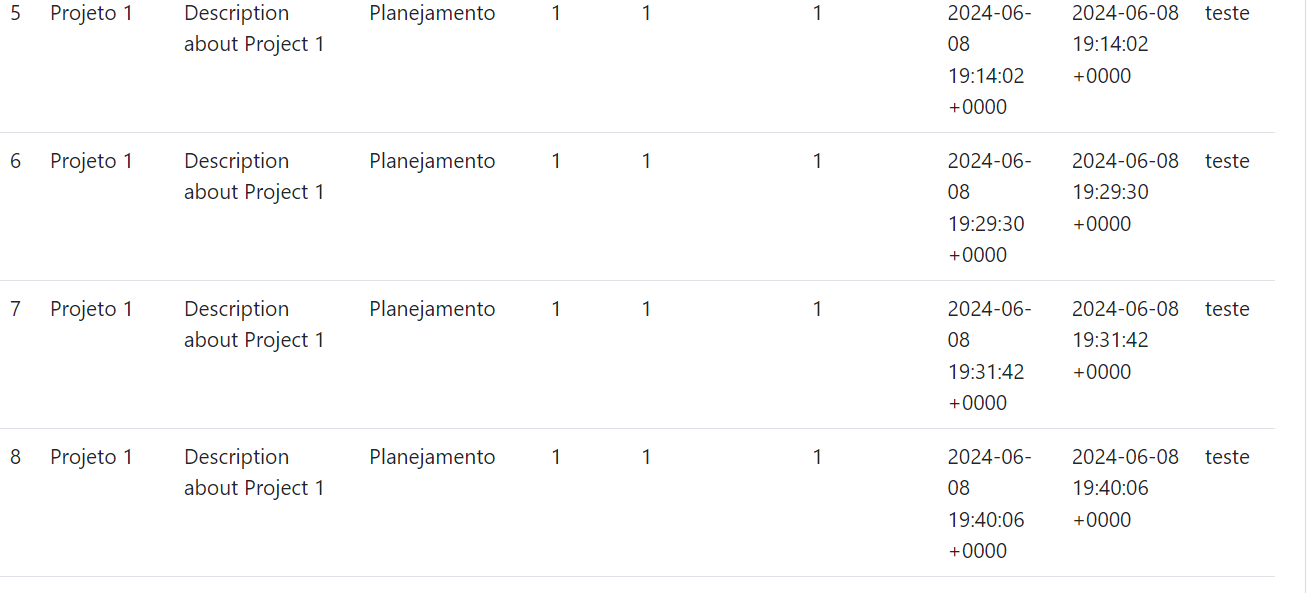 5 Projeto 1 Description Planejamento 1 1 1 2024-06- 2024-06-08 teste
about Project 1 08 19:14:02
19:14:02 +0000
+0000
6 Projeto 1 Description Planejamento 1 1 1 2024-06- 2024-06-08 teste
about Project 1 08 19:29:30
19:29:30 +0000
+0000
7 Projeto 1 Description Planejamento 1 1 1 2024-06- 2024-06-08 teste
about Project 1 08 19:31:42
19:31:42 +0000
+0000
8 Projeto 1 Description Planejamento 1 1 1 2024-06- 2024-06-08 teste
about Project 1 08 19:40:06
19:40:06 +0000
+0000